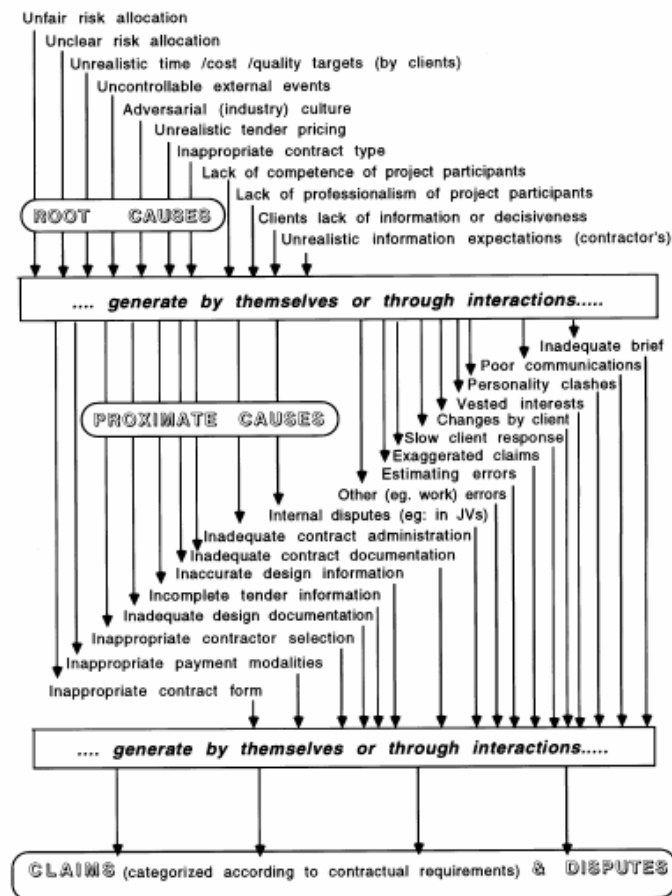 Unfair risk allocation
Unclear risk allocation
Unrealistic time /cost /quality targets (by clients)
Uncontrollable external events
Adversarial (industry) culture
Unrealistic tender pricing
Inappropriate contract type
Lack of competence of project participants
Lack of professionalism of project participants
ROOT CAUSES
Clients lack of information or decisiveness
Unrealistic information expectations (contractor's)
.... generate by themselves or through interactions.....
Inadequate brief
Poor communications
Personality clashes
Vested interests
PROXIMATE CAUSES
Changes by client
Slow client response
Exaggerated claims
Estimating errors
Other (eg. work) errors
Internal disputes (eg: in JVs)
Inadequate contract administration
Inadequate contract documentation
Inaccurate design information
Incomplete tender information
Inadequate design documentation
Inappropriate contractor selection
Inappropriate payment modalities
Inappropriate contract form
.... generate by themselves or through interactions.....
CLAIMS (categorized according to contractual requirements) & DISPUTES